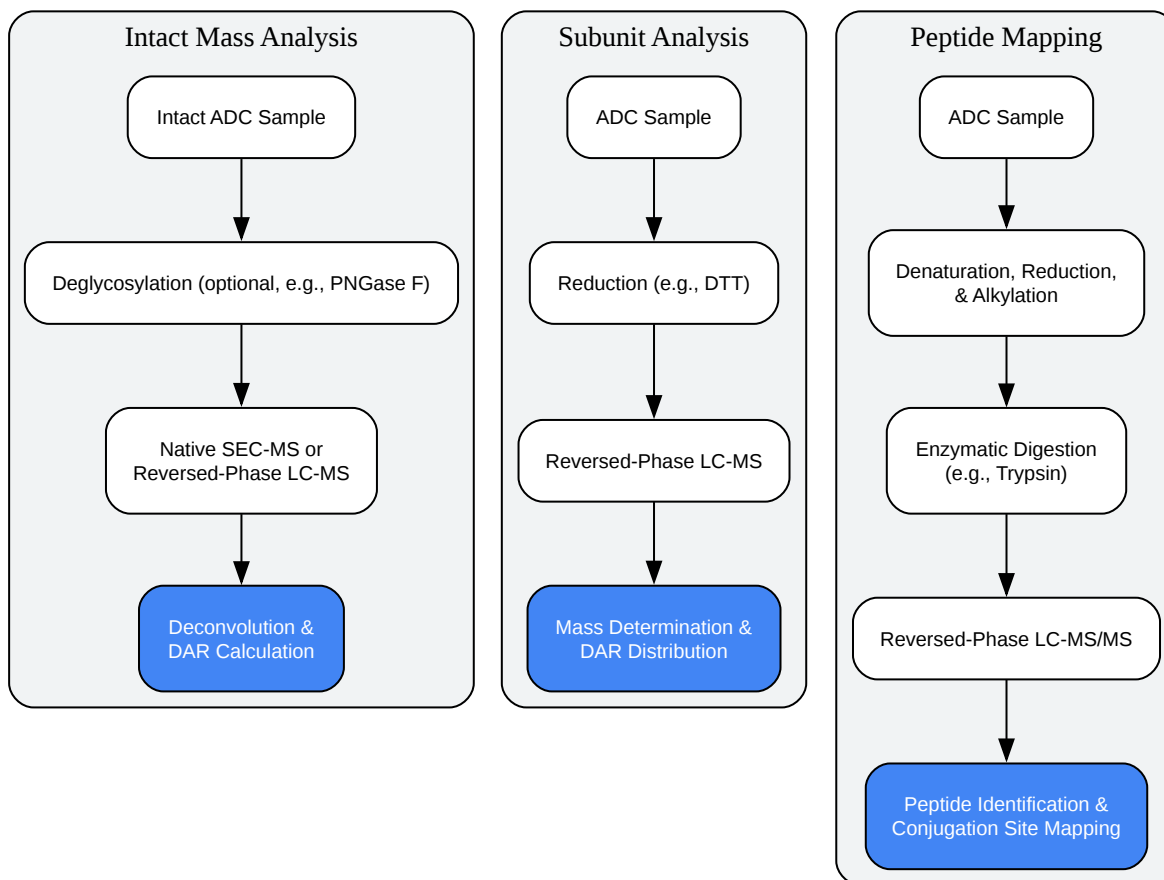 Intact Mass Analysis
Intact ADC Sample
Deglycosylation (optional, e.g., PNGase F)
Native SEC-MS or
Reversed-Phase LC-MS
Deconvolution &
DAR Calculation
Subunit Analysis
ADC Sample
Reduction (e.g., DTT)
Reversed-Phase LC-MS
Mass Determination &
DAR Distribution
Peptide Mapping
ADC Sample
Denaturation, Reduction,
& Alkylation
Enzymatic Digestion
(e.g., Trypsin)
Reversed-Phase LC-MS/MS
Peptide Identification &
Conjugation Site Mapping